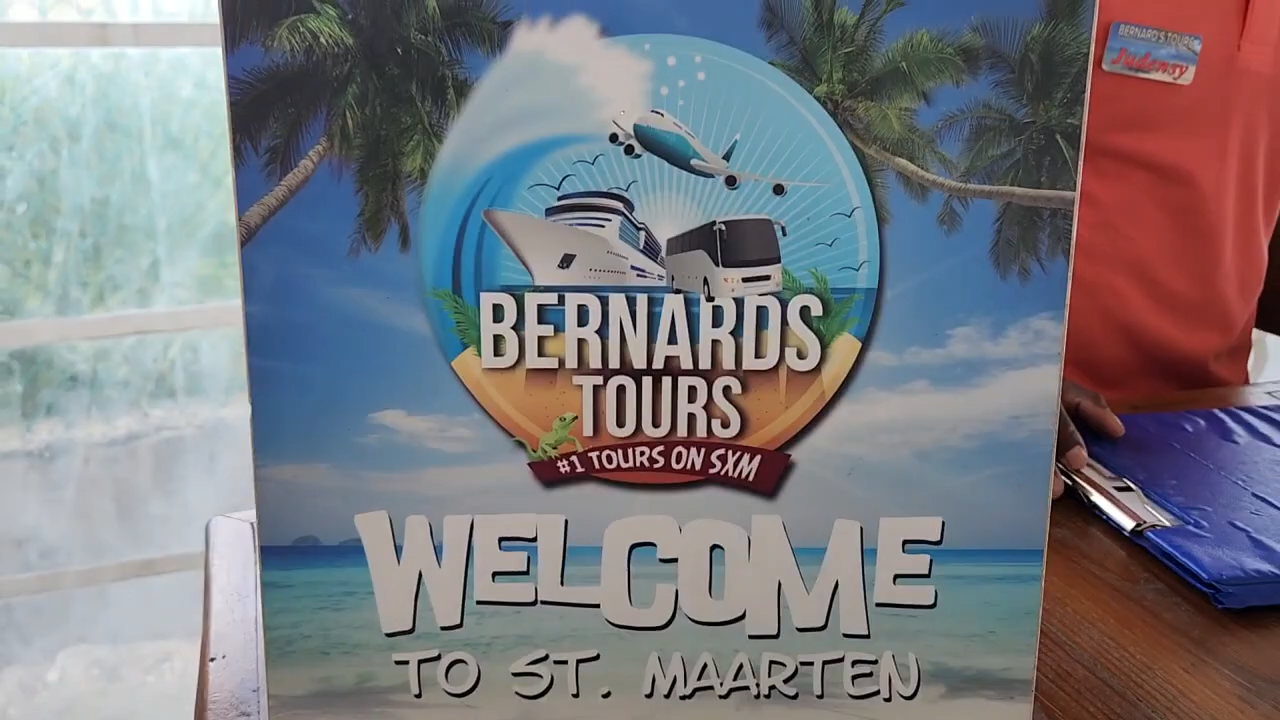 BERNARD'S TOURS
BERNARDS
TOURS
#1 TOURS ON SXM
WELCOME
TO ST. MAARTEN